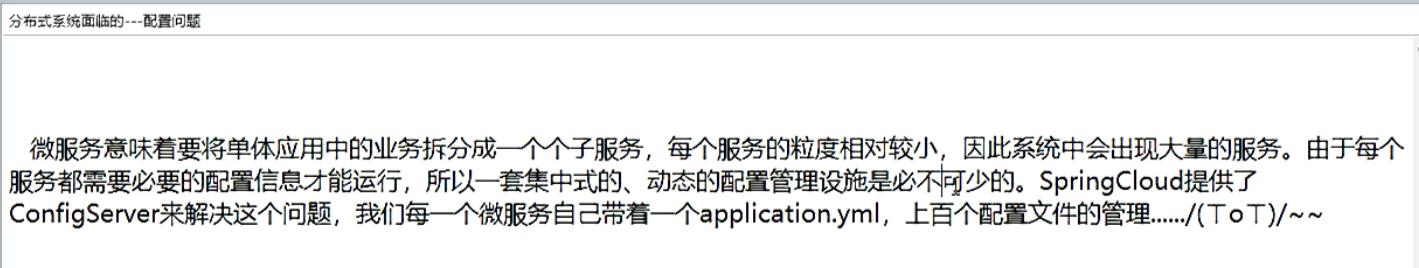 分布式系统面临的---配置问题
微服务意味着要将单体应用中的业务拆分成一个个子服务，每个服务的粒度相对较小，因此系统中会出现大量的服务。由于每个
服务都需要必要的配置信息才能运行，所以一套集中式的、动态的配置管理设施是必不可少的。SpringCloud提供了
ConfigServer来解决这个问题，我们每一个微服务自己带着一个application.yml，上百个配置文件的管理....../(ㄒoㄒ)/~~